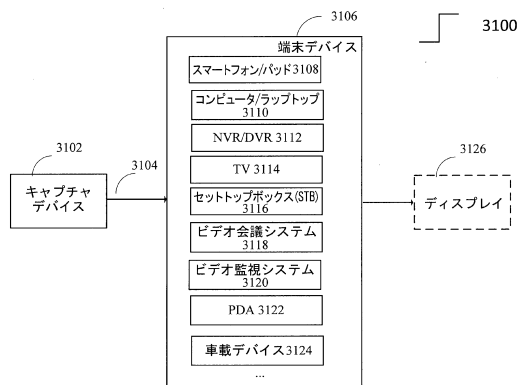 3100
3106
端末デバイス
スマートフォン/パッド3108
コンピュータ/ラップトップ
3110
NVR/DVR 3112
TV 3114
セットトップボックス(STB)
3116
ビデオ会議システム
3118
ビデオ監視システム
3120
PDA 3122
車載デバイス3124
...
3102
キャプチャ
デバイス
3104
3126
ディスプレイ